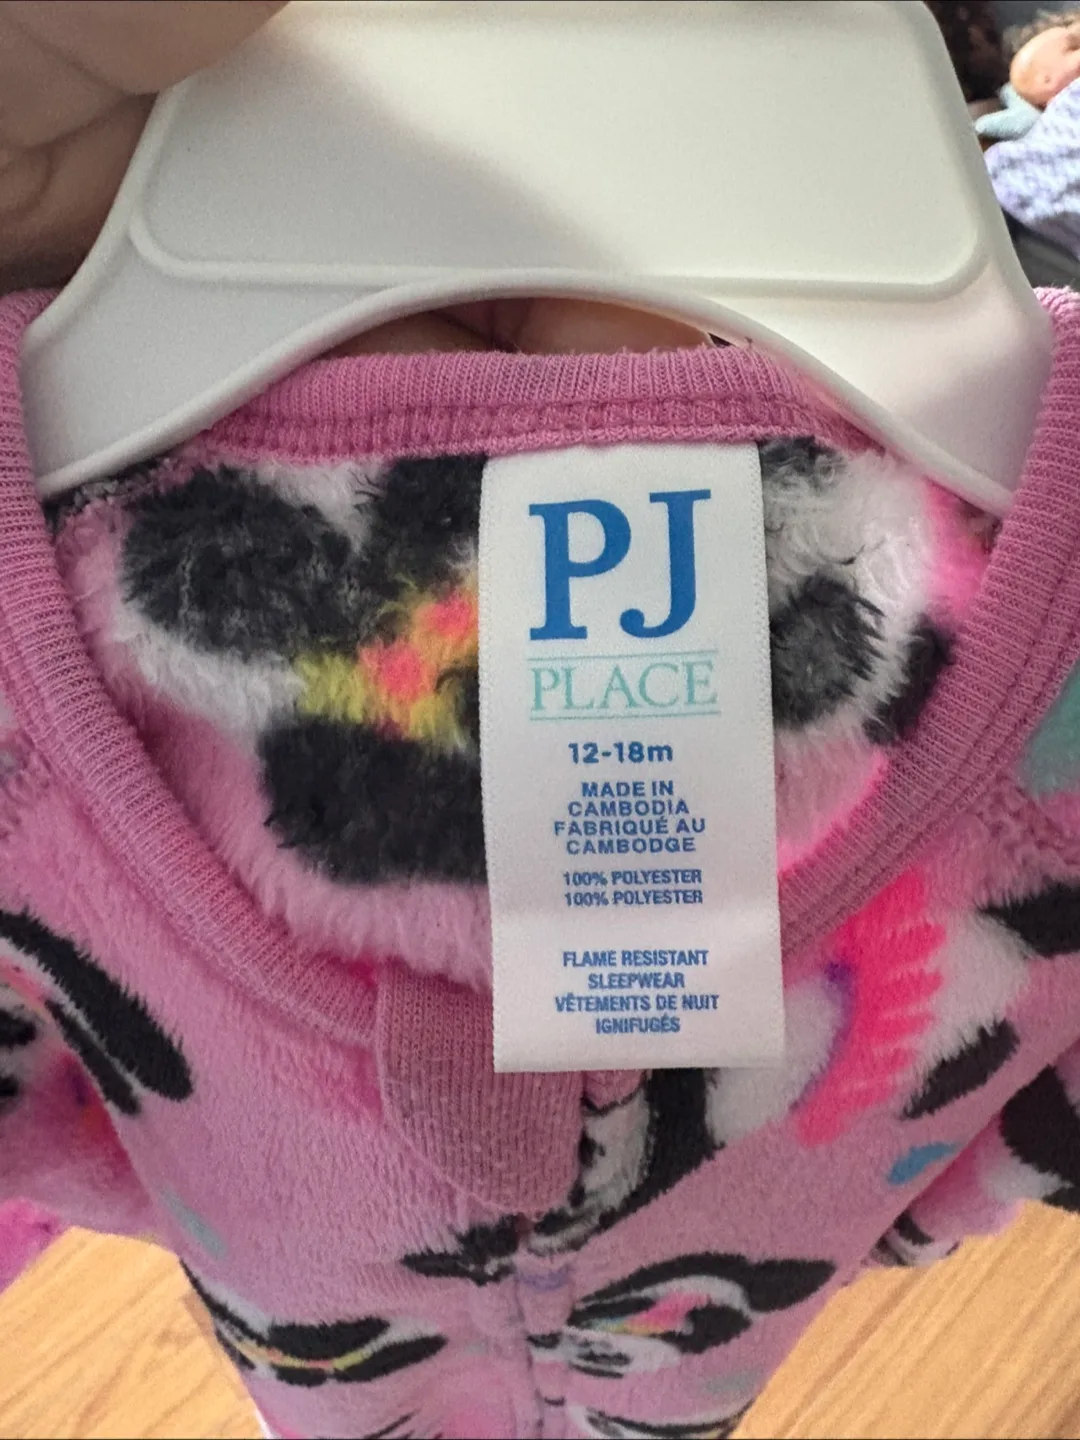 PJ
PLACE
12-18m
MADE IN
CAMBODIA
FABRIQUÉ AU
CAMBODGE
100% POLYESTER
100% POLYESTER
FLAME RESISTANT
SLEEPWEAR
VÊTEMENTS DE NUIT
IGNIFUGÉS